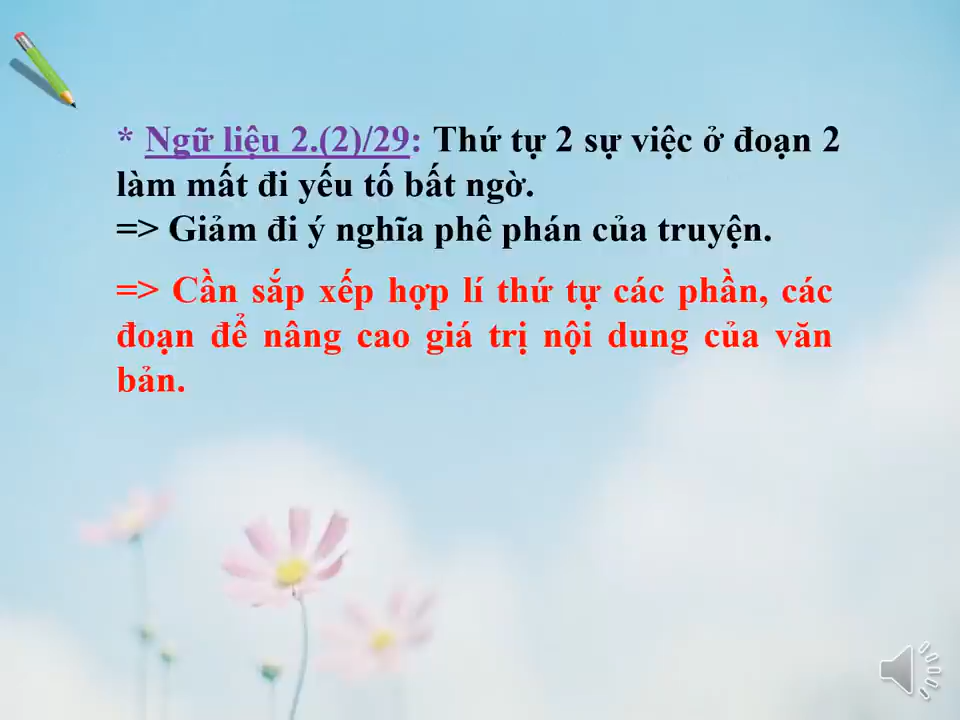 * Ngữ liệu 2.(2)/29: Thứ tự 2 sự việc ở đoạn 2
làm mất đi yếu tố bất ngờ.
=> Giảm đi ý nghĩa phê phán của truyện.
=> Cần sắp xếp hợp lí thứ tự các phần, các
đoạn để nâng cao giá trị nội dung của văn
bản.